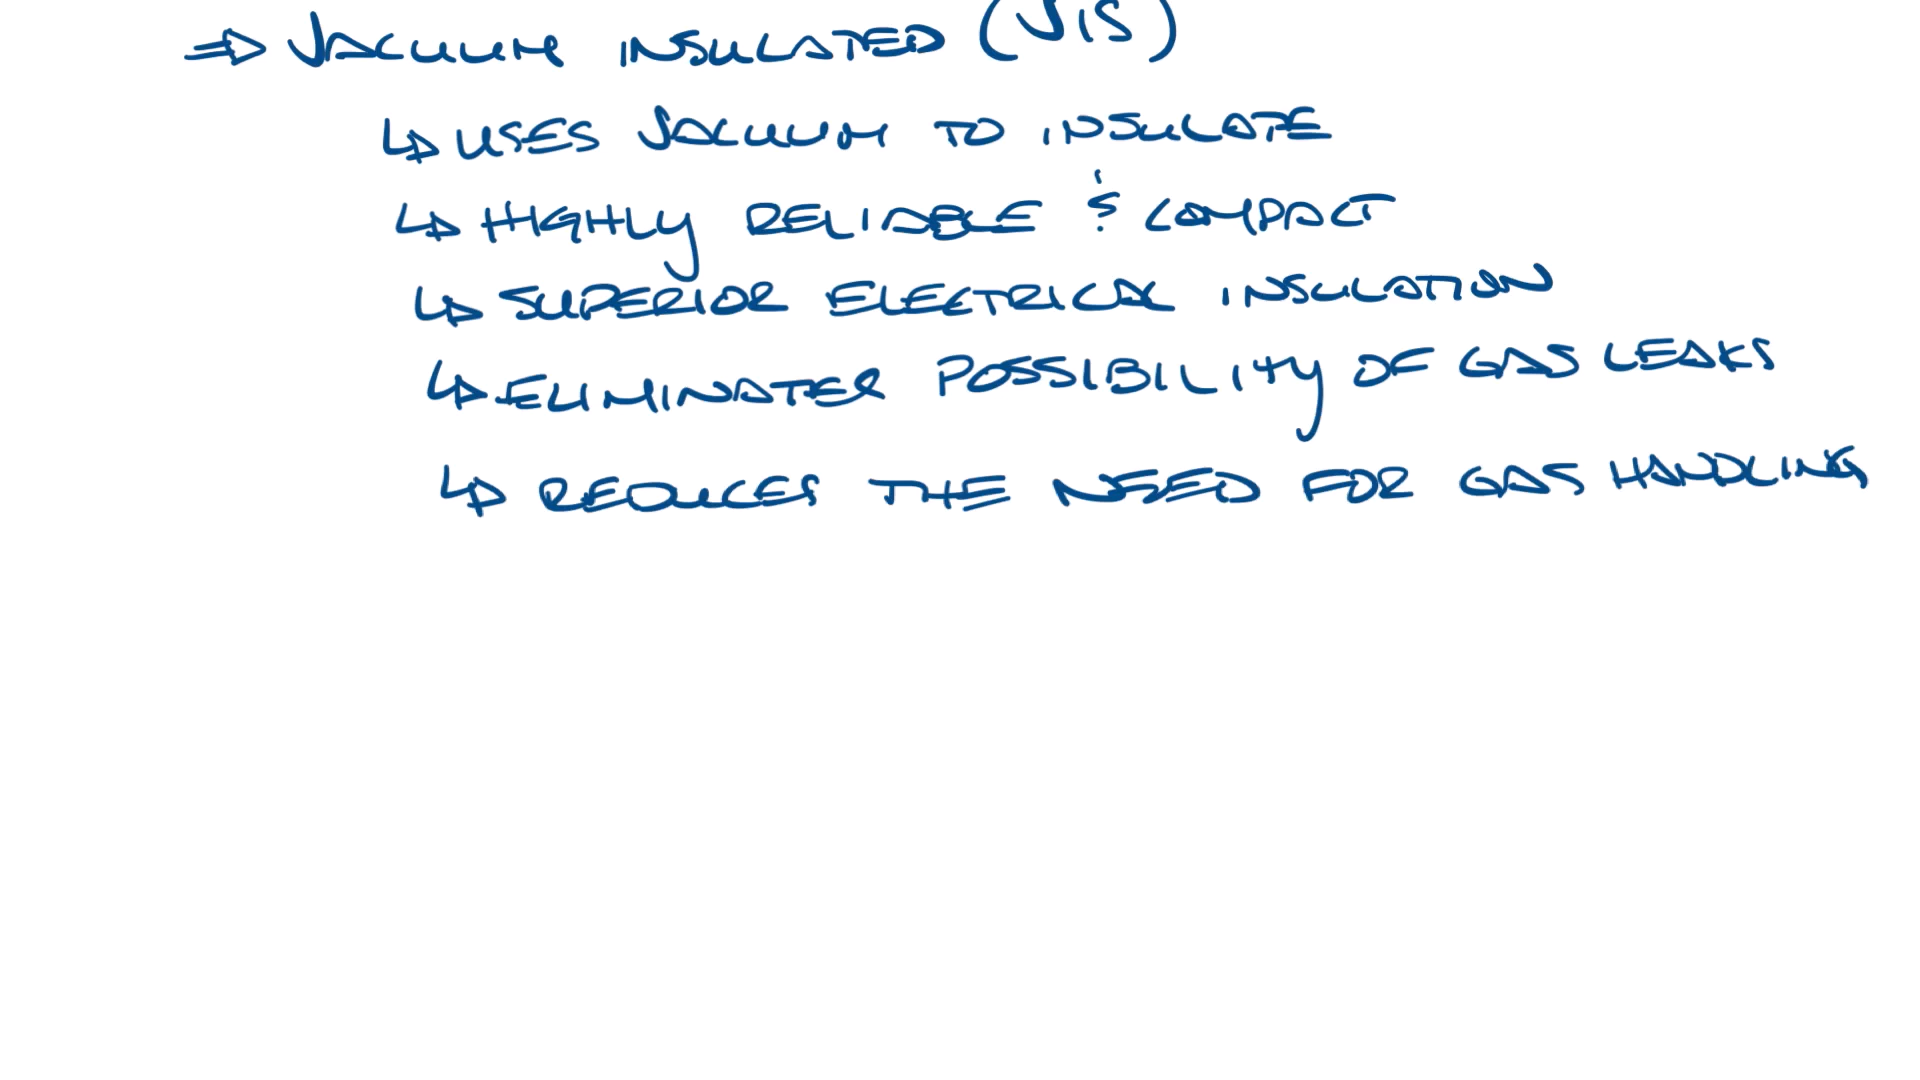 ⇒ VACUUM INSULATED (VIS)
↳ USES VACUUM TO INSULATE
↳ HIGHLY RELIABLE & COMPACT
↳ SUPERIOR ELECTRICAL INSULATION
↳ ELIMINATES POSSIBILITY OF GAS LEAKS
↳ REDUCES THE NEED FOR GAS HANDLING